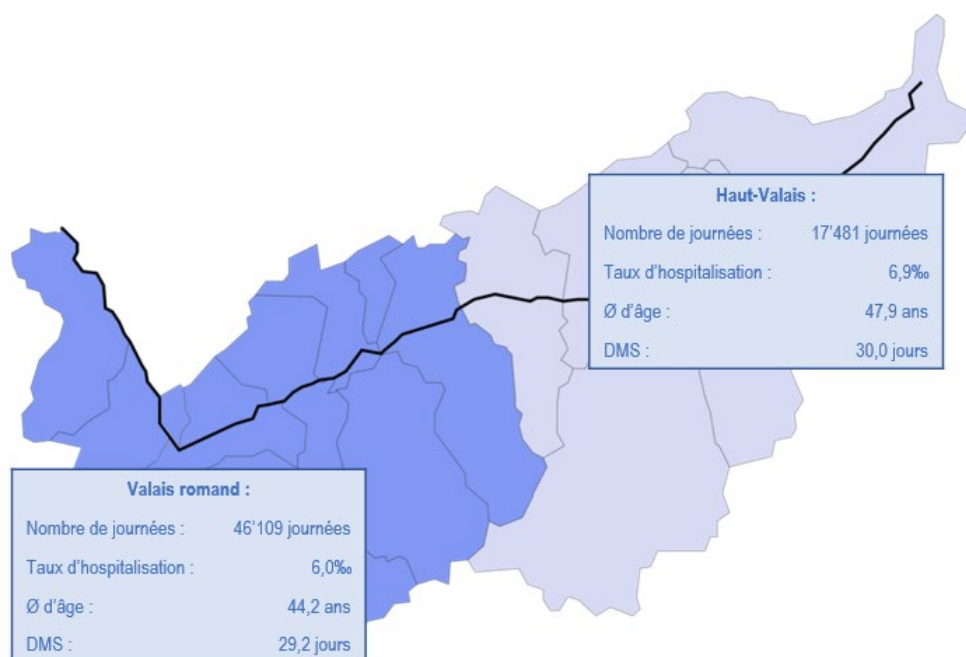 Haut-Valais :
Nombre de journées : 17’481 journées
Taux d’hospitalisation : 6,9‰
Ø d’âge : 47,9 ans
DMS : 30,0 jours
Valais romand :
Nombre de journées : 46’109 journées
Taux d’hospitalisation : 6,0‰
Ø d’âge : 44,2 ans
DMS : 29,2 jours